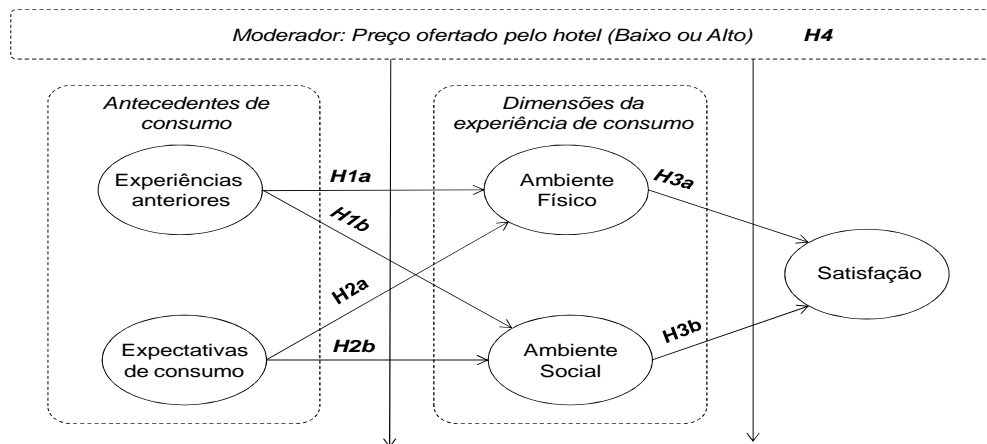 Moderador: Preço ofertado pelo hotel (Baixo ou Alto) H4
Antecedentes de
consumo
Dimensões da
experiência de consumo
Experiências
anteriores
H1a
Ambiente
Físico
H3a
H1b
Satisfação
H2a
Expectativas
de consumo
H2b
Ambiente
Social
H3b